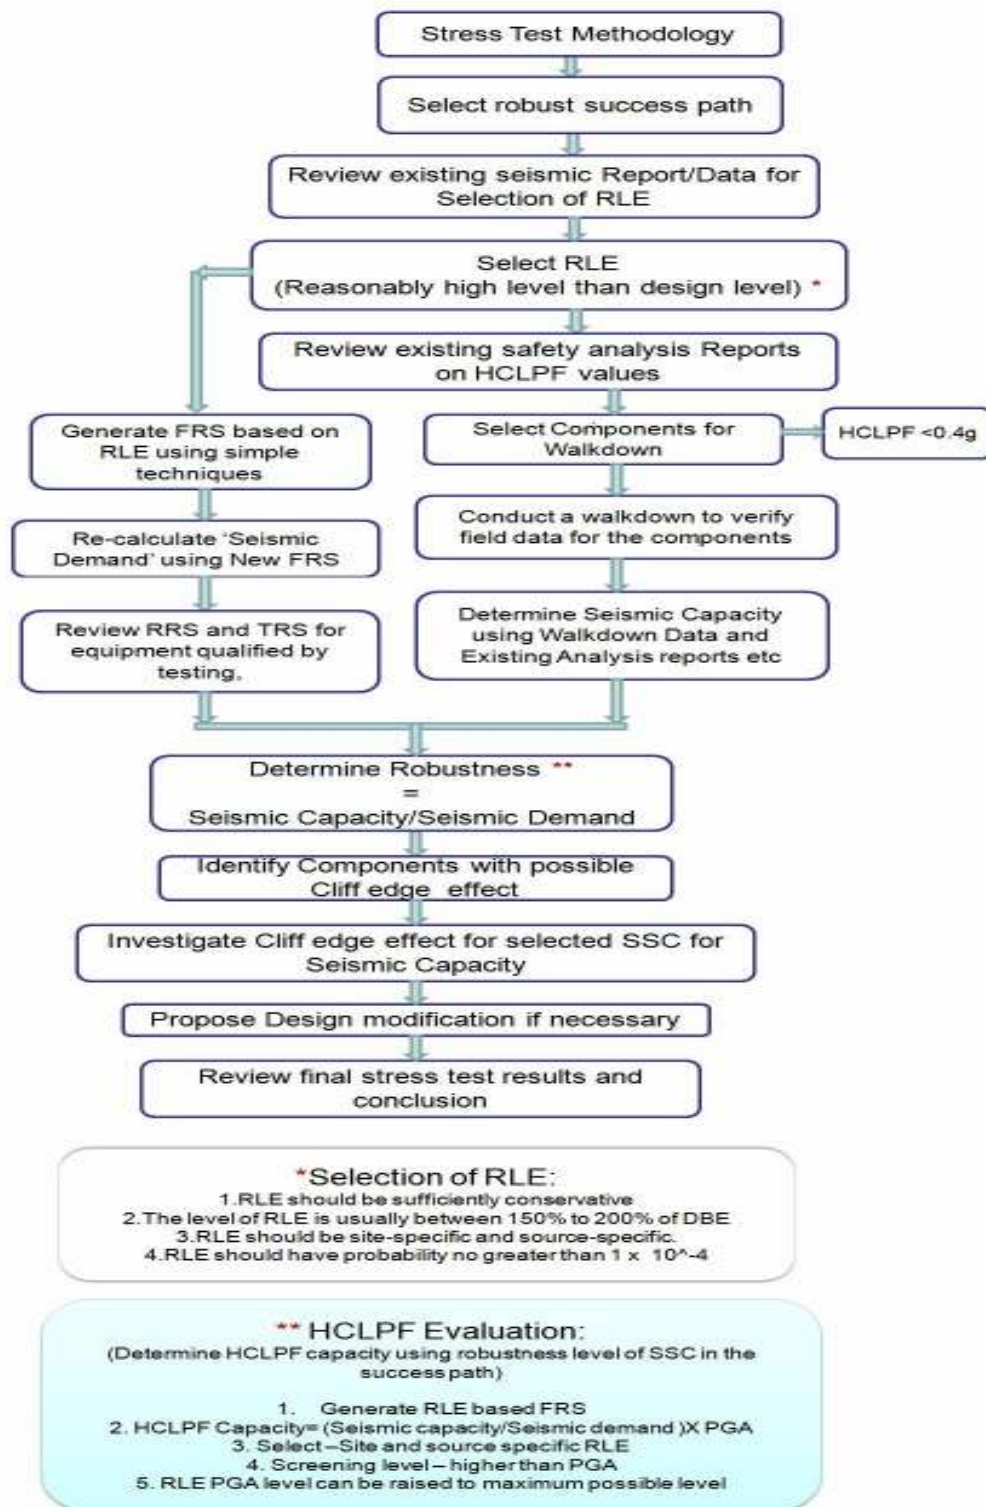 Stress Test Methodology
Select robust success path
Review existing seismic Report/Data for
Selection of RLE
Select RLE
(Reasonably high level than design level) *
Review existing safety analysis Reports
on HCLPF values
Generate FRS based on
RLE using simple
techniques
Select Components for
Walkdown
HCLPF <0.4g
Re-calculate ‘Seismic
Demand’ using New FRS
Conduct a walkdown to verify
field data for the components
Review RRS and TRS for
equipment qualified by
testing.
Determine Seismic Capacity
using Walkdown Data and
Existing Analysis reports etc
Determine Robustness **
=
Seismic Capacity/Seismic Demand
Identify Components with possible
Cliff edge effect
Investigate Cliff edge effect for selected SSC for
Seismic Capacity
Propose Design modification if necessary
Review final stress test results and
conclusion
*Selection of RLE:
1.RLE should be sufficiently conservative
2.The level of RLE is usually between 150% to 200% of DBE
3.RLE should be site-specific and source-specific.
4.RLE should have probability no greater than 1 x 10^-4
** HCLPF Evaluation:
(Determine HCLPF capacity using robustness level of SSC in the
success path)
1. Generate RLE based FRS
2. HCLPF Capacity= (Seismic capacity/Seismic demand )X PGA
3. Select –Site and source specific RLE
4. Screening level – higher than PGA
5. RLE PGA level can be raised to maximum possible level